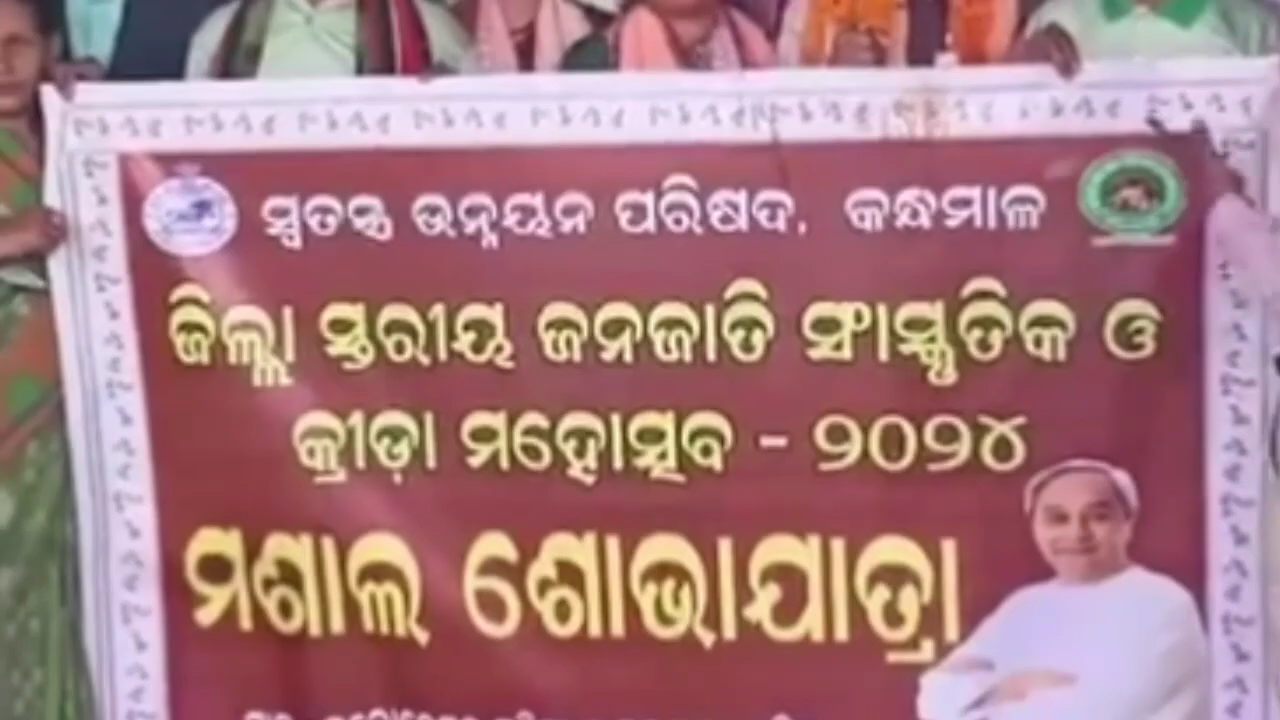 ସ୍ୱତନ୍ତ୍ର ଉନ୍ନୟନ ପରିଷଦ, କନ୍ଧମାଳ
ଜିଲ୍ଲା ସ୍ତରୀୟ ଜନଜାତି ସାଂସ୍କୃତିକ ଓ
କ୍ରୀଡ଼ା ମହୋତ୍ସବ - ୨୦୨୪
ମଶାଲ ଶୋଭାଯାତ୍ରା